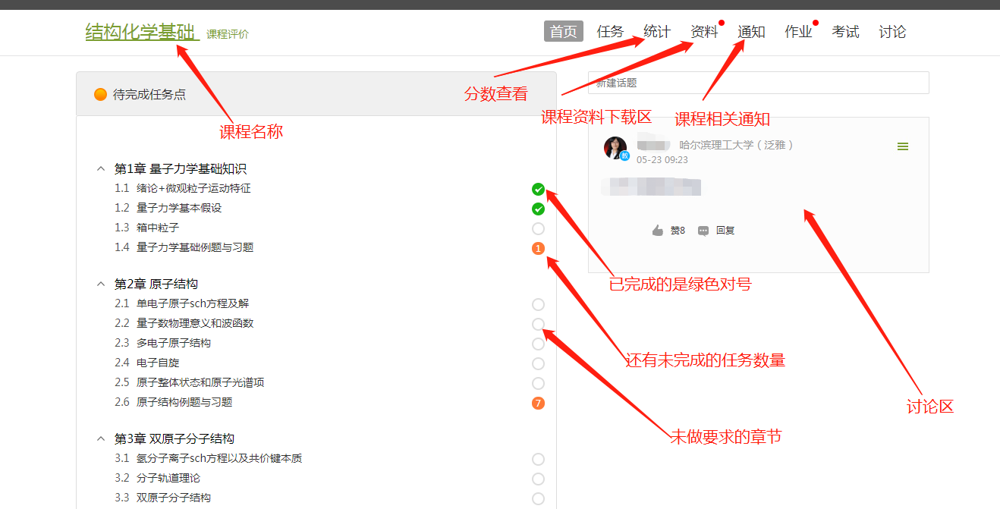 结构化学基础 课程评价
首页 任务 统计 资料 通知 作业 考试 讨论
待完成任务点
新建话题
分数查看
课程资料下载区
课程相关通知
课程名称
哈尔滨理工大学（泛雅）
教
05-23 09:23
赞8 回复
第1章 量子力学基础知识
1.1 绪论+微观粒子运动特征
1.2 量子力学基本假设
1.3 箱中粒子
1.4 量子力学基础例题与习题
1
第2章 原子结构
2.1 单电子原子sch方程及解
2.2 量子数物理意义和波函数
2.3 多电子原子结构
2.4 电子自旋
2.5 原子整体状态和原子光谱项
2.6 原子结构例题与习题
7
第3章 双原子分子结构
3.1 氢分子离子sch方程以及共价键本质
3.2 分子轨道理论
3.3 双原子分子结构
已完成的是绿色对号
还有未完成的任务数量
讨论区
未做要求的章节